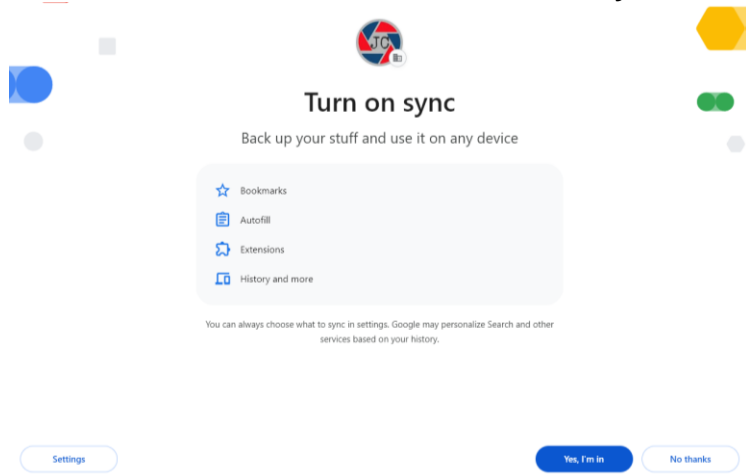 JC
Turn on sync
Back up your stuff and use it on any device
Bookmarks
Autofill
Extensions
History and more
You can always choose what to sync in settings. Google may personalize Search and other
services based on your history.
Settings
Yes, I'm in
No thanks